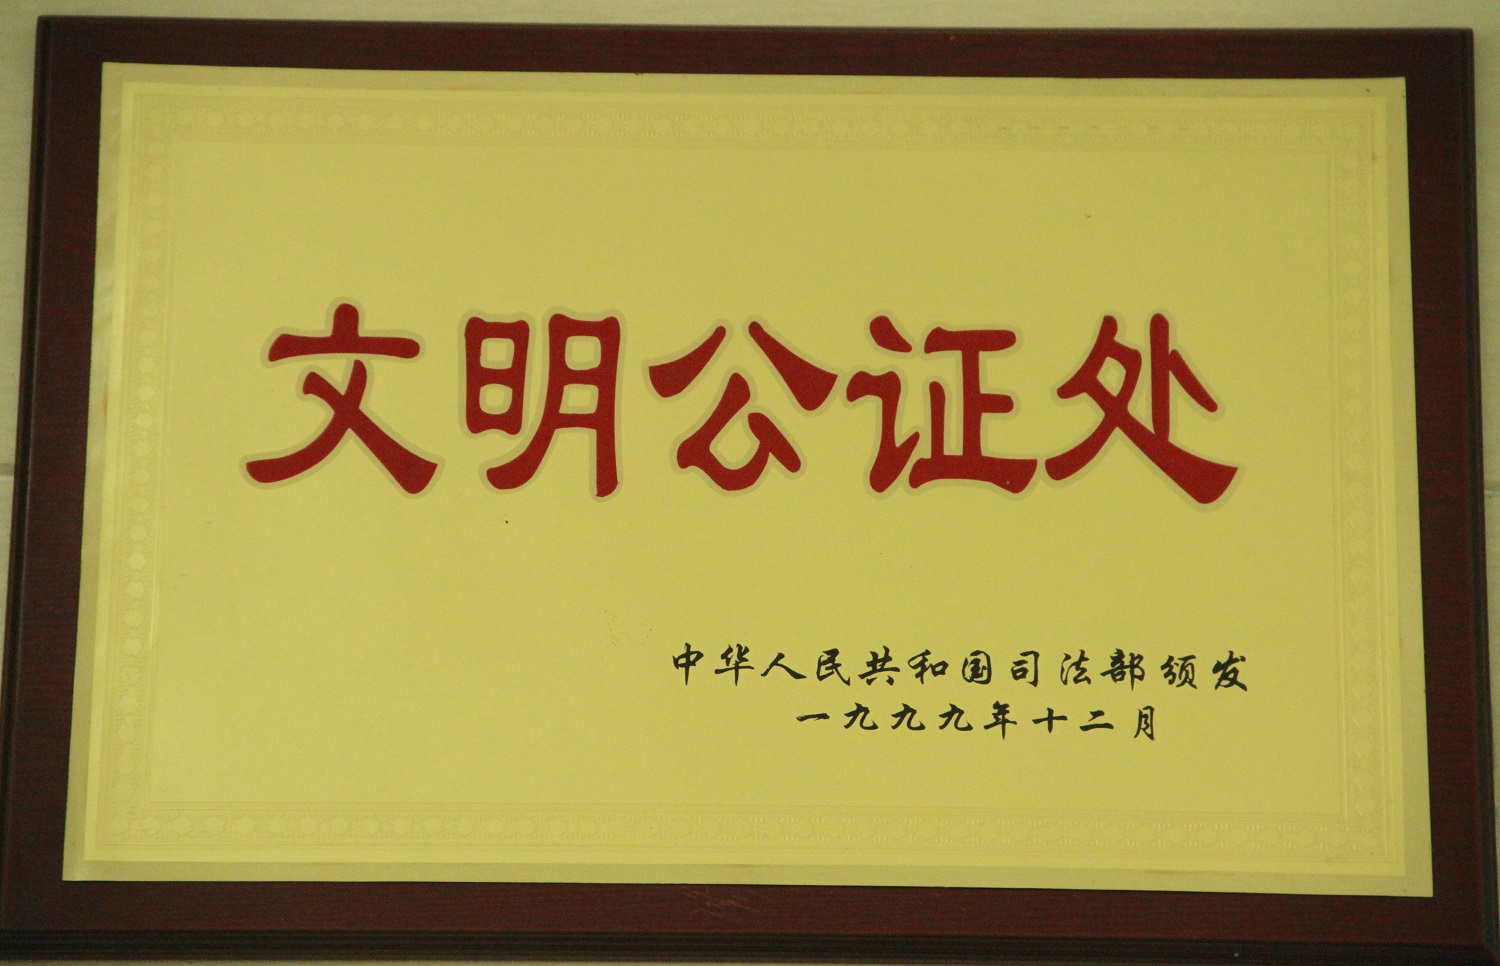 文明公证处
中华人民共和国司法部颁发
一九九九年十二月